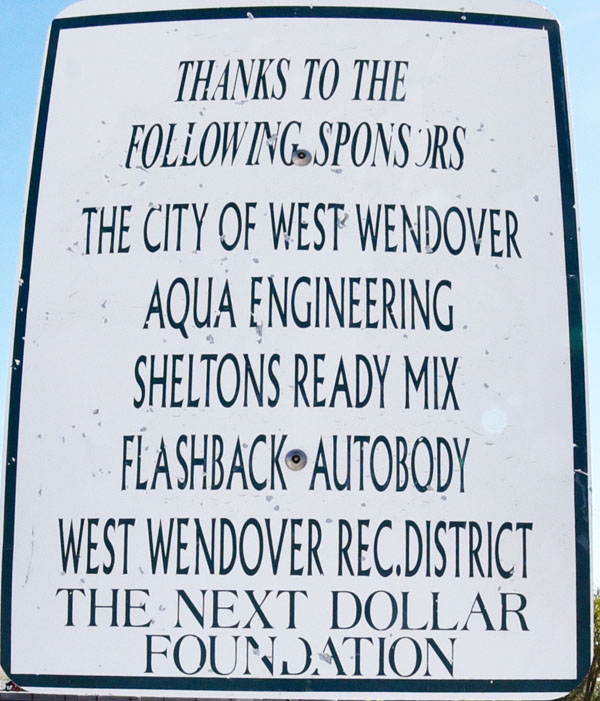 THANKS TO THE
FOLLOWING SPONSORS
THE CITY OF WEST WENDOVER
AQUA ENGINEERING
SHELTONS READY MIX
FLASHBACK AUTOBODY
WEST WENDOVER REC.DISTRICT
THE NEXT DOLLAR
FOUNDATION